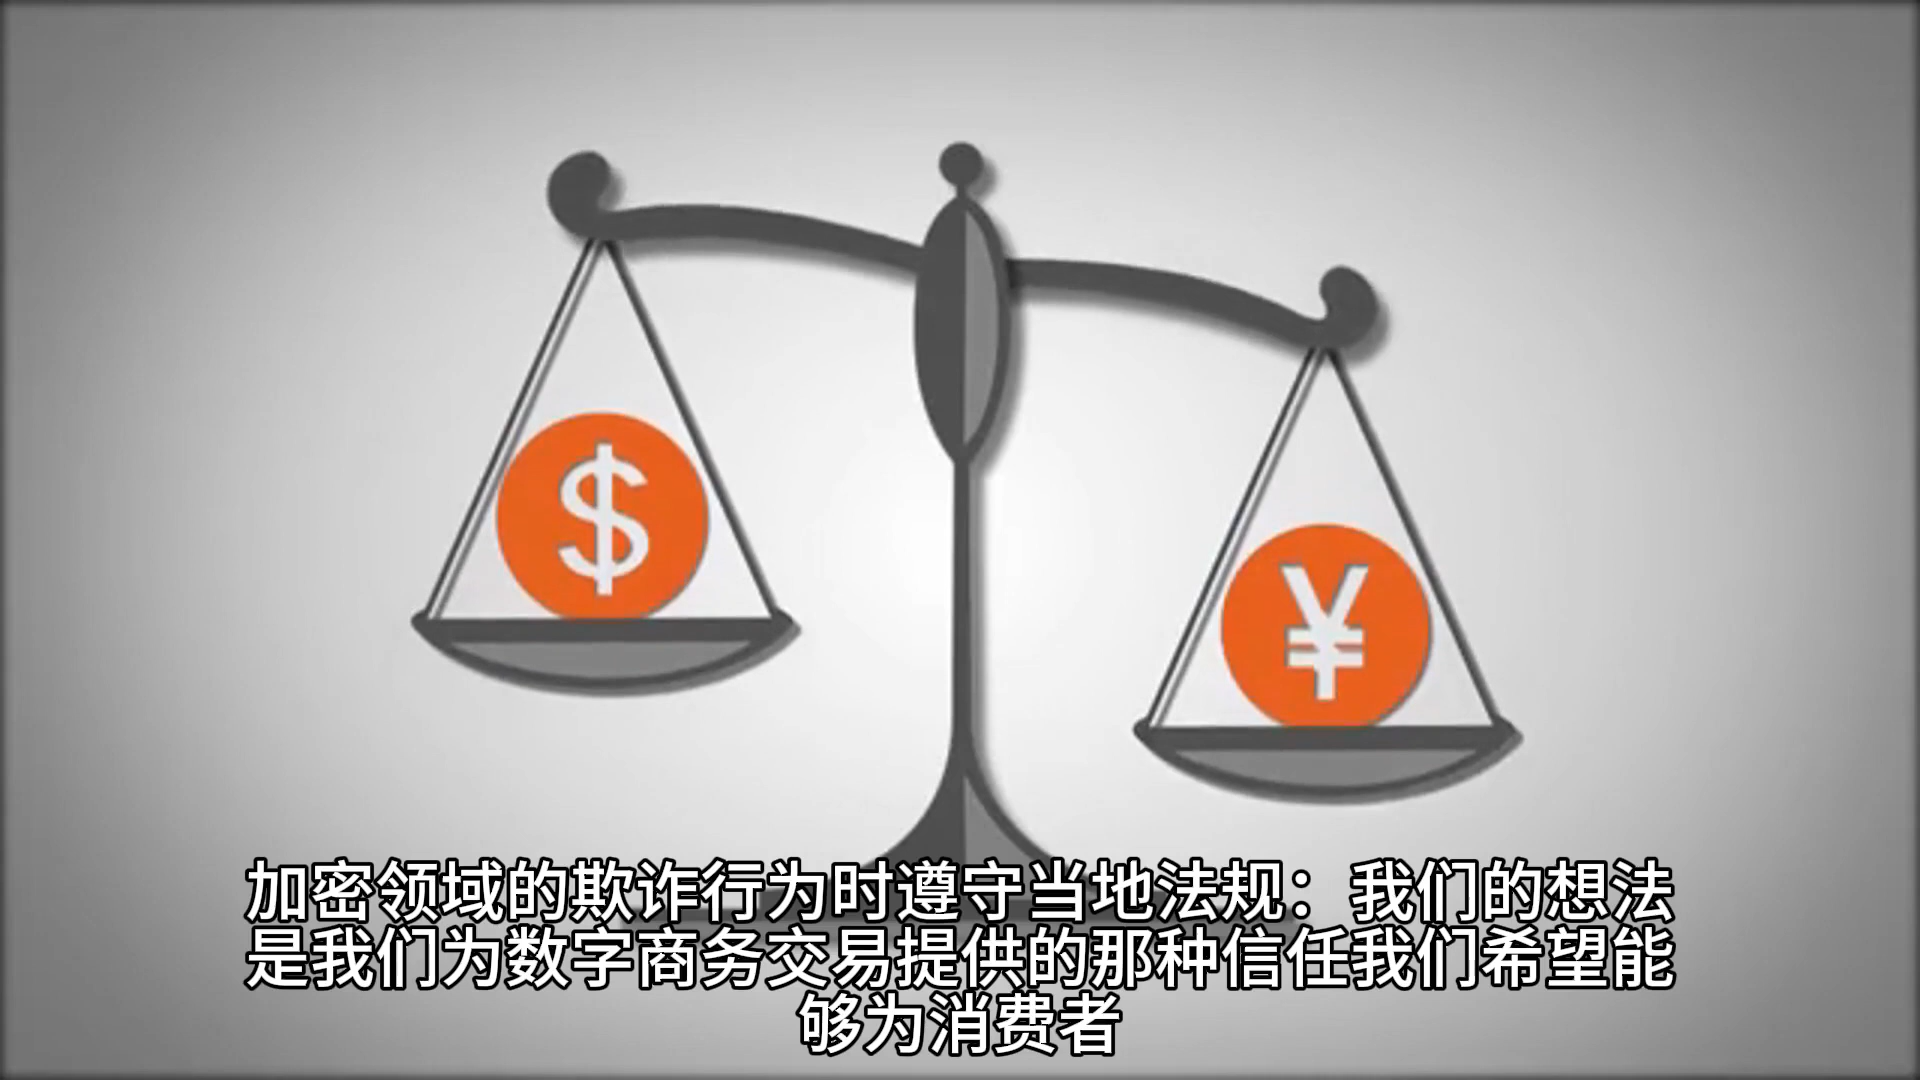 $
¥
加密领域的欺诈行为时遵守当地法规：我们的想法
是我们为数字商务交易提供的那种信任我们希望能
够为消费者